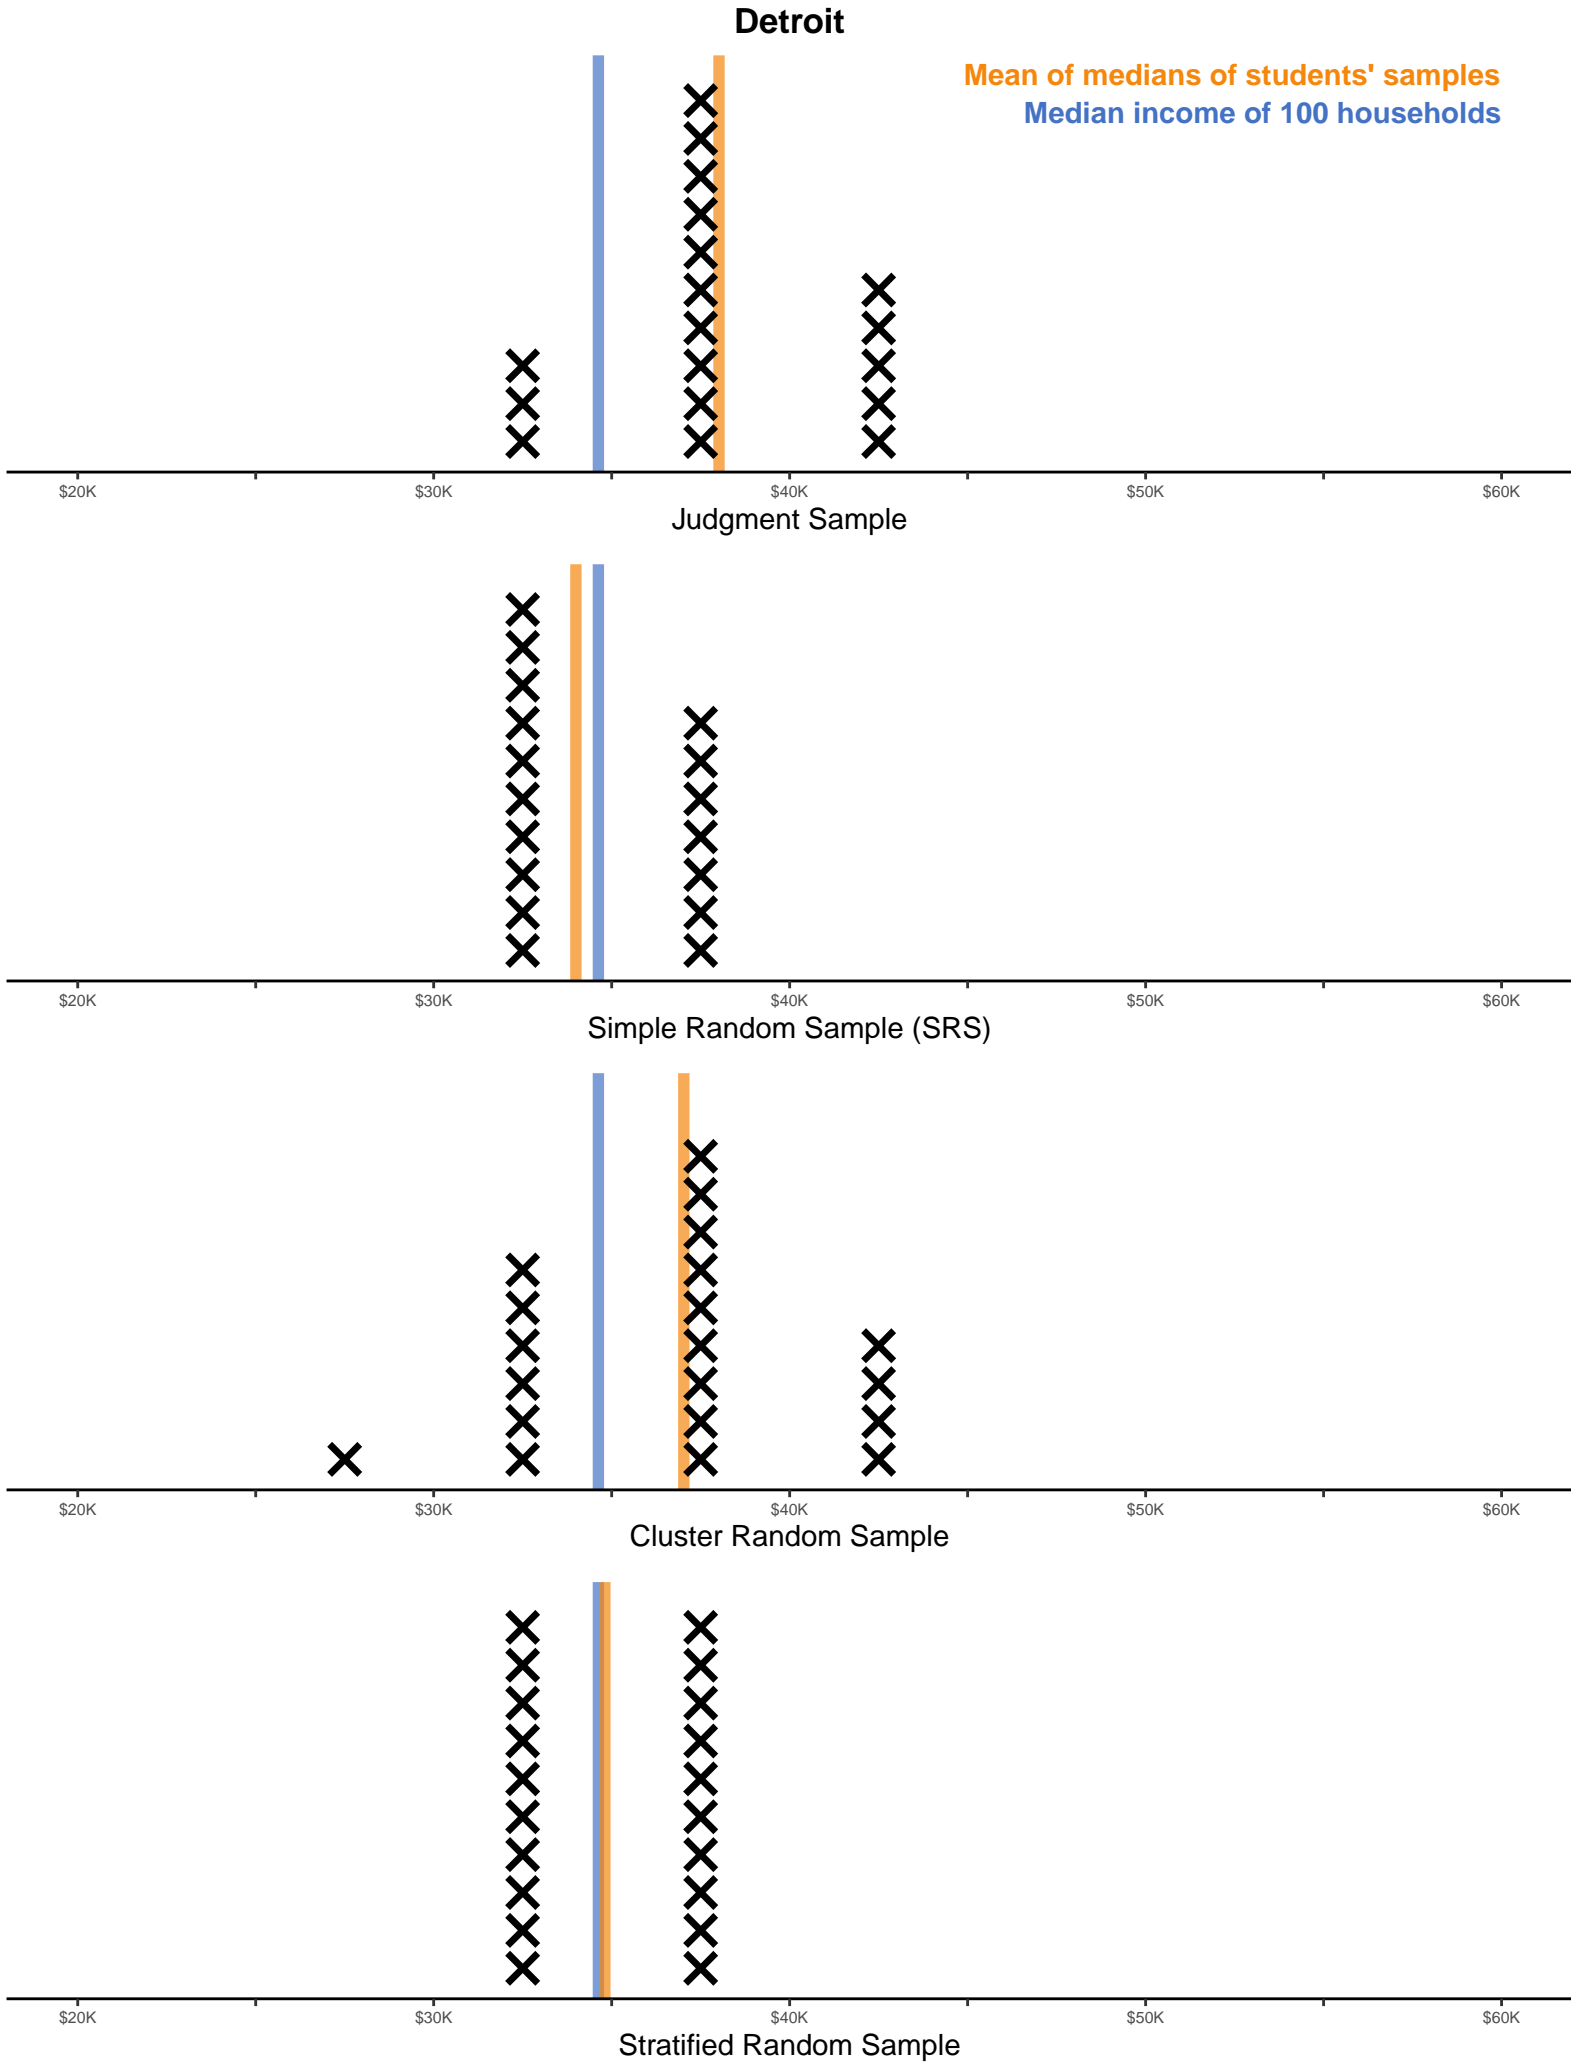 Detroit
Mean of medians of students' samples
Median income of 100 households
$20K $30K $40K $50K $60K
Judgment Sample
$20K $30K $40K $50K $60K
Simple Random Sample (SRS)
$20K $30K $40K $50K $60K
Cluster Random Sample
$20K $30K $40K $50K $60K
Stratified Random Sample